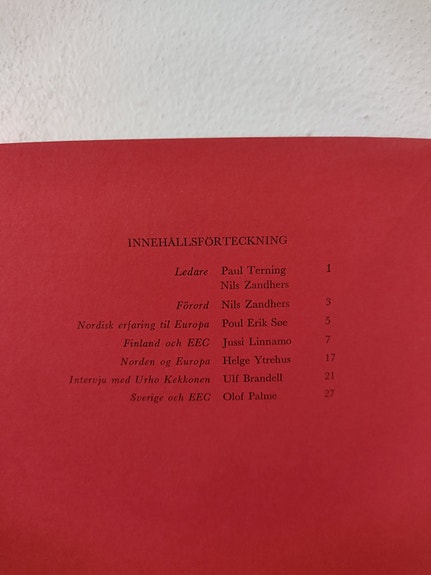 INNEHÅLLSFÖRTECKNING
Ledare Paul Terning 1
Nils Zandhers
Förord Nils Zandhers 3
Nordisk erfaring til Europa Poul Erik Søe 5
Finland och EEC Jussi Linnamo 7
Norden og Europa Helge Ytrehus 17
Intervju med Urho Kekkonen Ulf Brandell 21
Sverige och EEC Olof Palme 27